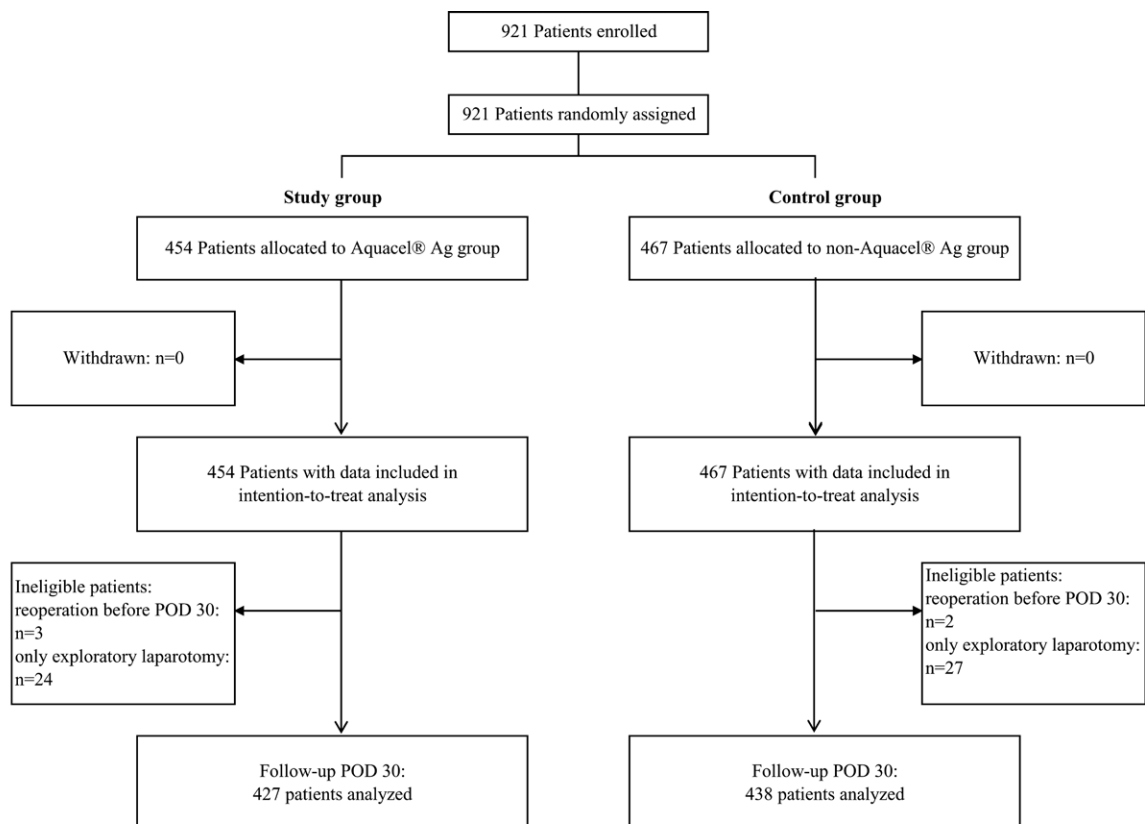 921 Patients enrolled
921 Patients randomly assigned
Study group
Control group
454 Patients allocated to Aquacel® Ag group
467 Patients allocated to non-Aquacel® Ag group
Withdrawn: n=0
Withdrawn: n=0
454 Patients with data included in
intention-to-treat analysis
467 Patients with data included in
intention-to-treat analysis
Ineligible patients:
reoperation before POD 30:
n=3
only exploratory laparotomy:
n=24
Ineligible patients:
reoperation before POD 30:
n=2
only exploratory laparotomy:
n=27
Follow-up POD 30:
427 patients analyzed
Follow-up POD 30:
438 patients analyzed